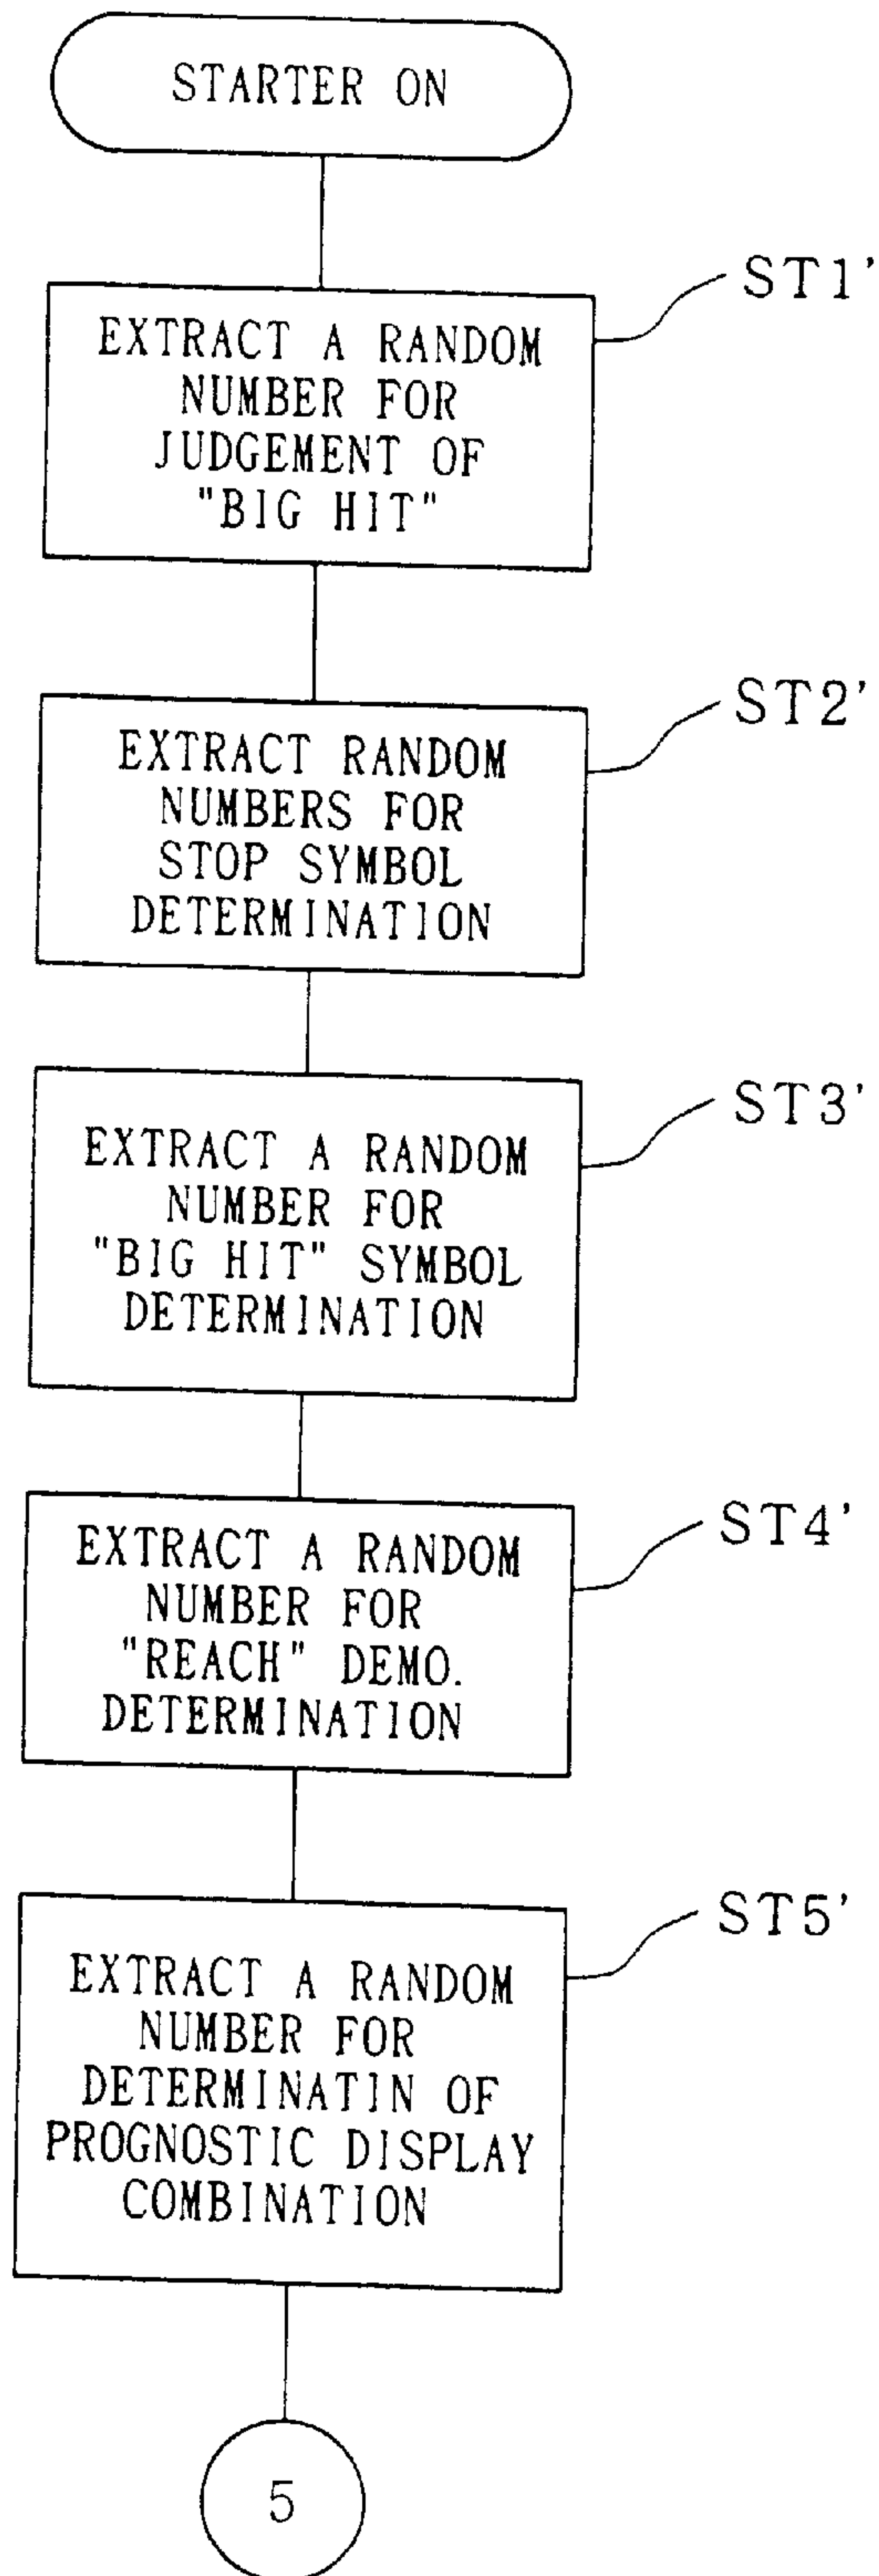 STARTER ON
ST1'
EXTRACT A RANDOM
NUMBER FOR
JUDGEMENT OF
"BIG HIT"
ST2'
EXTRACT RANDOM
NUMBERS FOR
STOP SYMBOL
DETERMINATION
ST3'
EXTRACT A RANDOM
NUMBER FOR
"BIG HIT" SYMBOL
DETERMINATION
ST4'
EXTRACT A RANDOM
NUMBER FOR
"REACH" DEMO.
DETERMINATION
ST5'
EXTRACT A RANDOM
NUMBER FOR
DETERMINATIN OF
PROGNOSTIC DISPLAY
COMBINATION
5